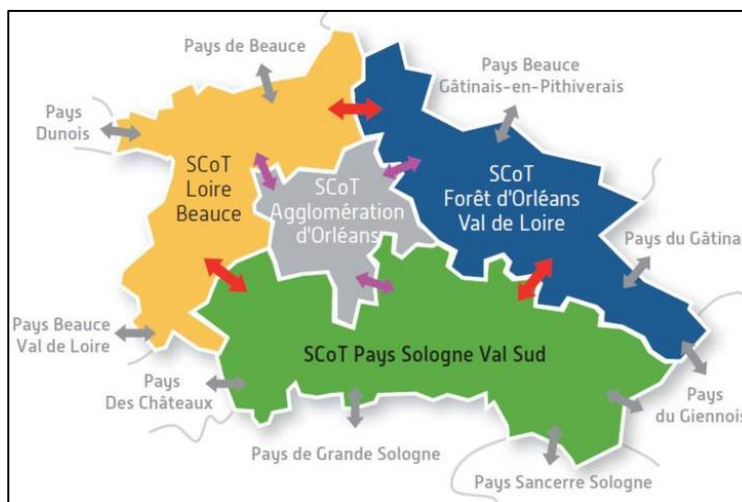 Pays de Beauce
Pays Beauce
Gâtinais-en-Pithiverais
Pays
Dunois
SCoT
Loire
Beauce
SCoT
Agglomération
d'Orléans
SCoT
Forêt d'Orléans
Val de Loire
Pays du Gâtina
Pays Beauce
Val de Loire
SCoT Pays Sologne Val Sud
Pays
Des Châteaux
Pays
du Giennois
Pays de Grande Sologne
Pays Sancerre Sologne